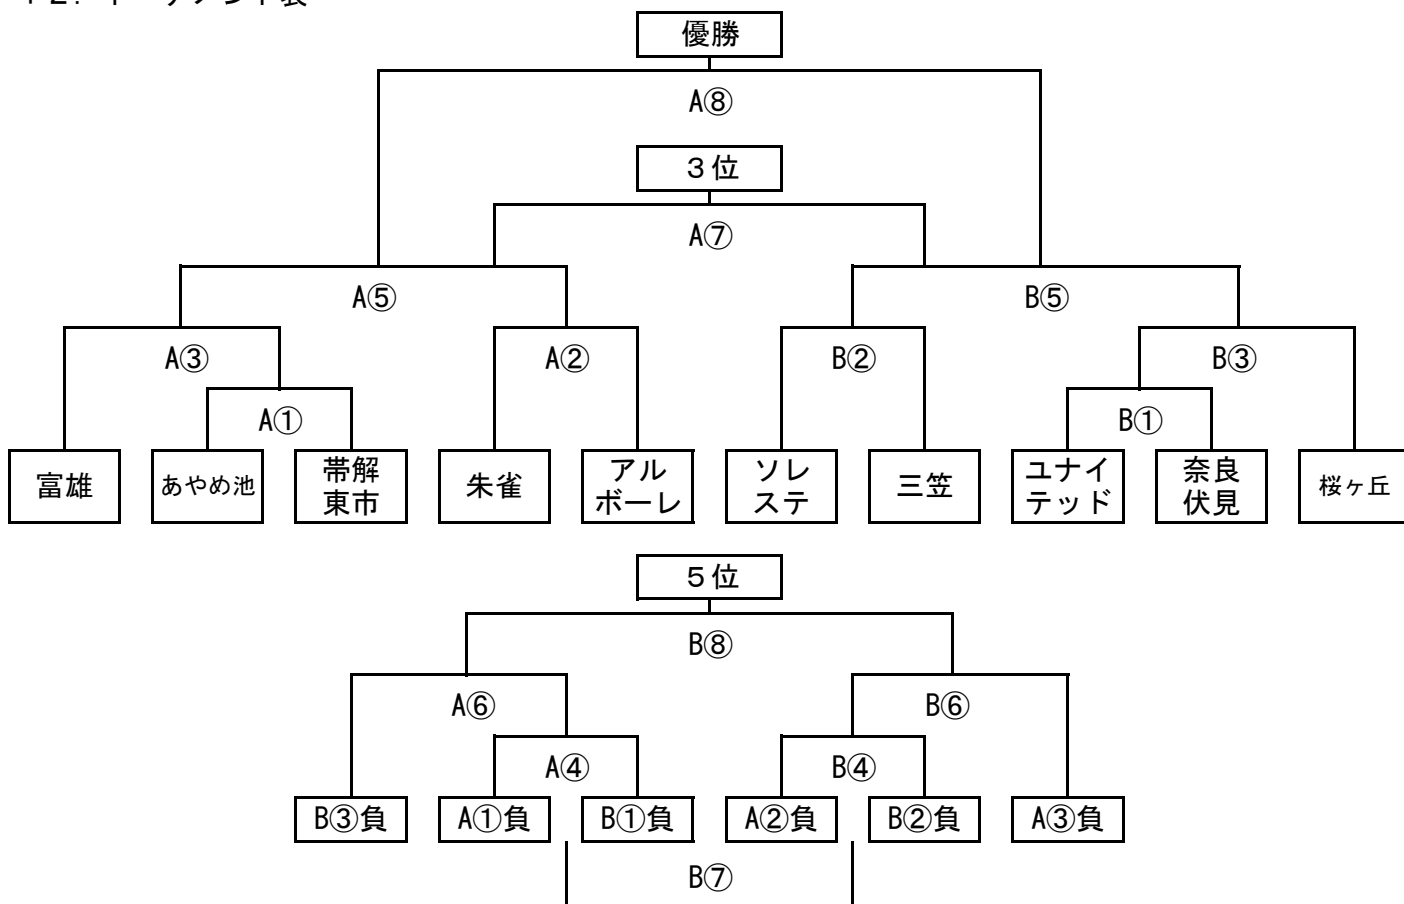 優勝
A⑧
３位
A⑦
A⑤
B⑤
A③
A②
B②
B③
A①
B①
富雄
あやめ池
帯解
東市
朱雀
アル
ボーレ
ソレ
ステ
三笠
ユナイ
テッド
奈良
伏見
桜ヶ丘
５位
B⑧
A⑥
B⑥
A④
B④
B③負
A①負
B①負
A②負
B②負
A③負
B⑦